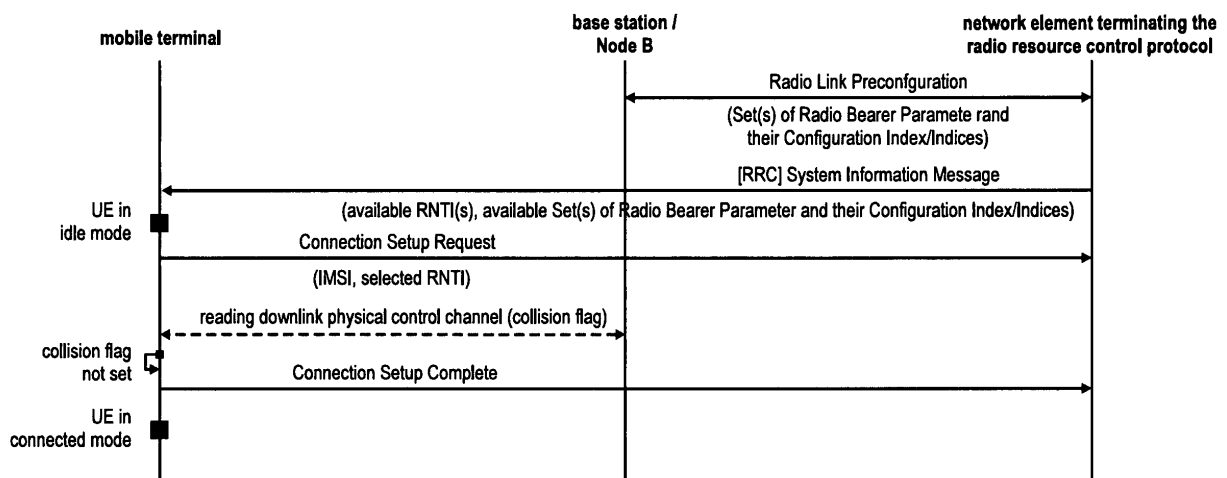 mobile terminal
base station /
Node B
network element terminating the
radio resource control protocol
Radio Link Preconfguration
(Set(s) of Radio Bearer Paramete rand
their Configuration Index/Indices)
[RRC] System Information Message
UE in
idle mode
(available RNTI(s), available Set(s) of Radio Bearer Parameter and their Configuration Index/Indices)
Connection Setup Request
(IMSI, selected RNTI)
reading downlink physical control channel (collision flag)
collision flag
not set
Connection Setup Complete
UE in
connected mode